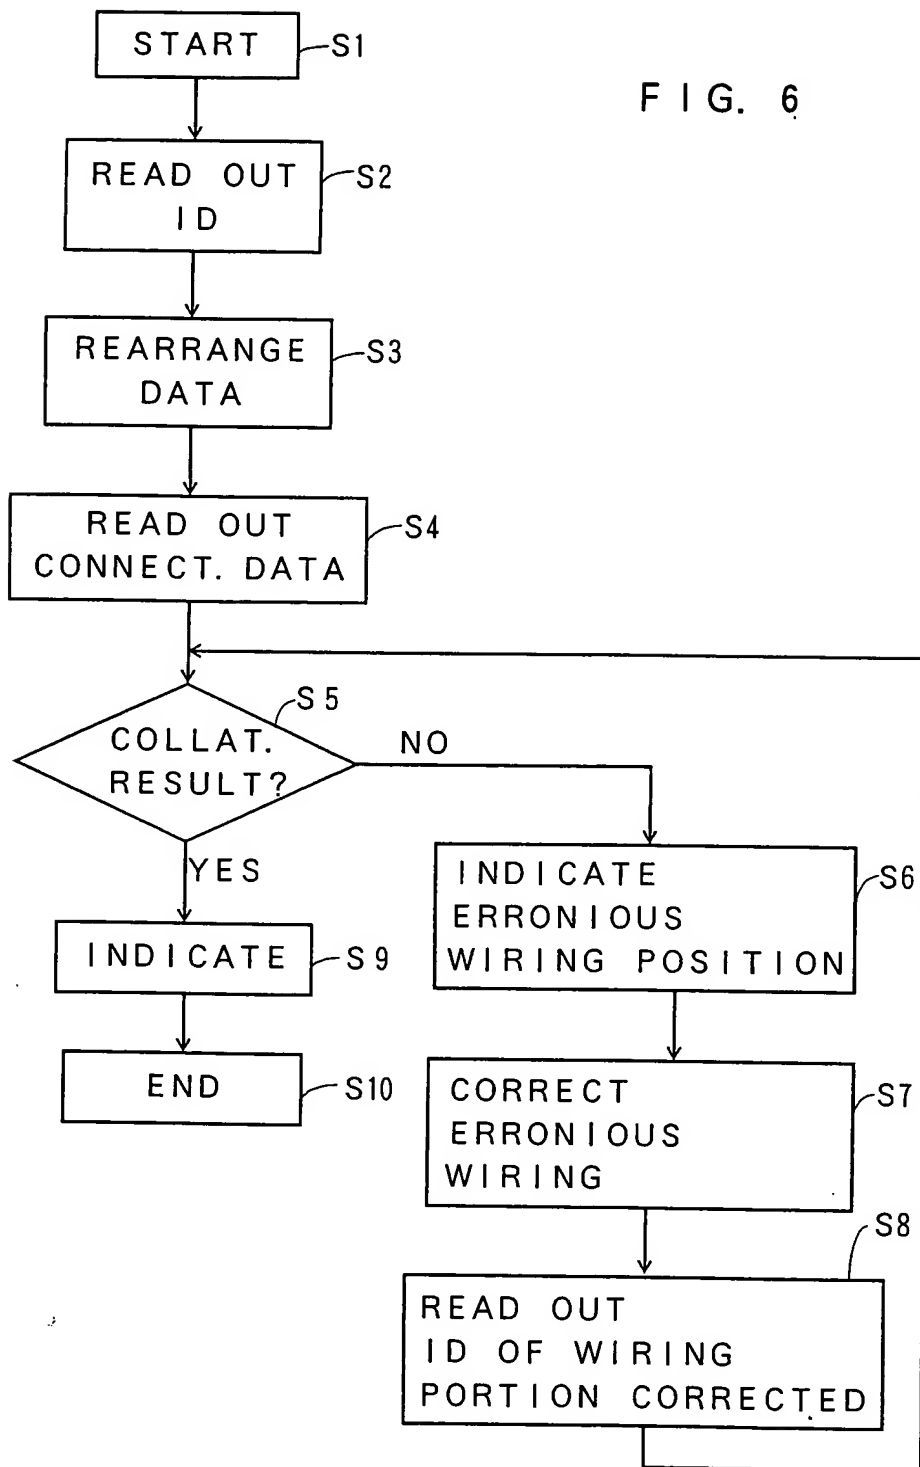 START
S1
FIG. 6
READ OUT
ID
S2
REARRANGE
DATA
S3
READ OUT
CONNECT. DATA
S4
COLLAT.
RESULT?
S5
NO
YES
INDICATE
ERRONIOUS
WIRING POSITION
S6
INDICATE
S9
END
S10
CORRECT
ERRONIOUS
WIRING
S7
READ OUT
ID OF WIRING
PORTION CORRECTED
S8